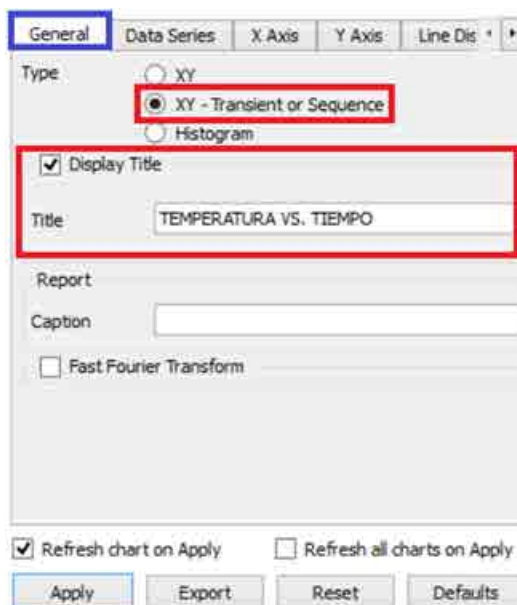 General Data Series X Axis Y Axis Line Dis
Type XY
XY - Transient or Sequence
Histogram
Display Title
Title TEMPERATURA VS. TIEMPO
Report
Caption
Fast Fourier Transform
Refresh chart on Apply Refresh all charts on Apply
Apply Export Reset Defaults